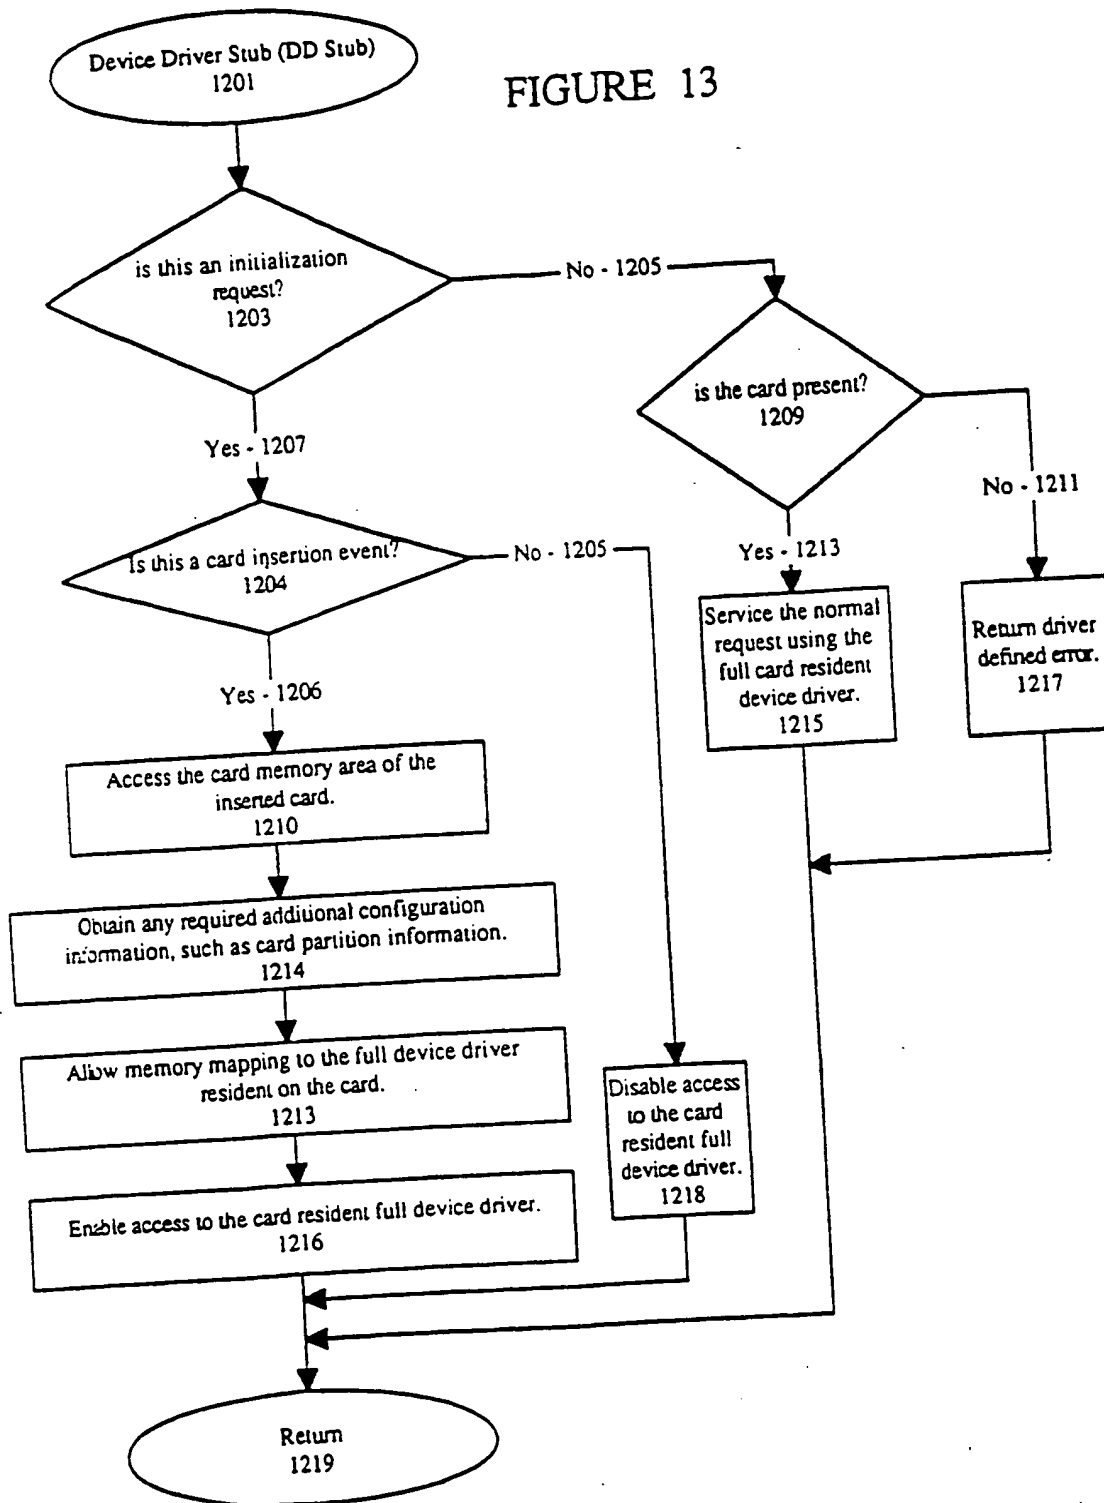 Device Driver Stub (DD Stub)
1201
FIGURE 13
is this an initialization
request?
1203
No - 1205
is the card present?
1209
Yes - 1207
No - 1211
Is this a card insertion event?
1204
No - 1205
Yes - 1213
Service the normal
request using the
full card resident
device driver.
1215
Return driver
defined error.
1217
Yes - 1206
Access the card memory area of the
inserted card.
1210
Obtain any required additional configuration
information, such as card partition information.
1214
Allow memory mapping to the full device driver
resident on the card.
1213
Disable access
to the card
resident full
device driver.
1218
Enable access to the card resident full device driver.
1216
Return
1219